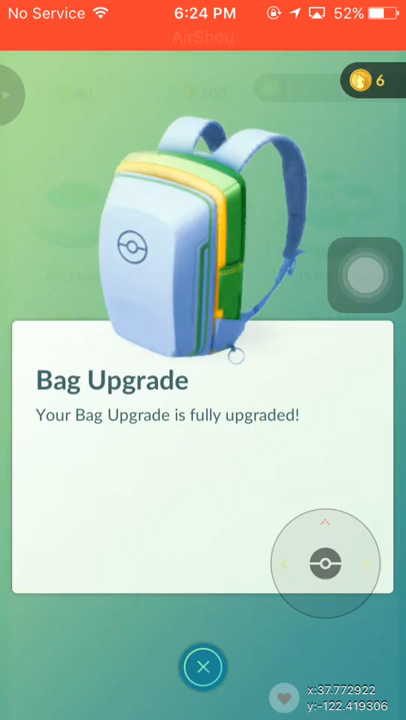 No Service 6:24 PM 52%
AirShou
6
Bag Upgrade
Your Bag Upgrade is fully upgraded!
x:37.772922
y:-122.419306